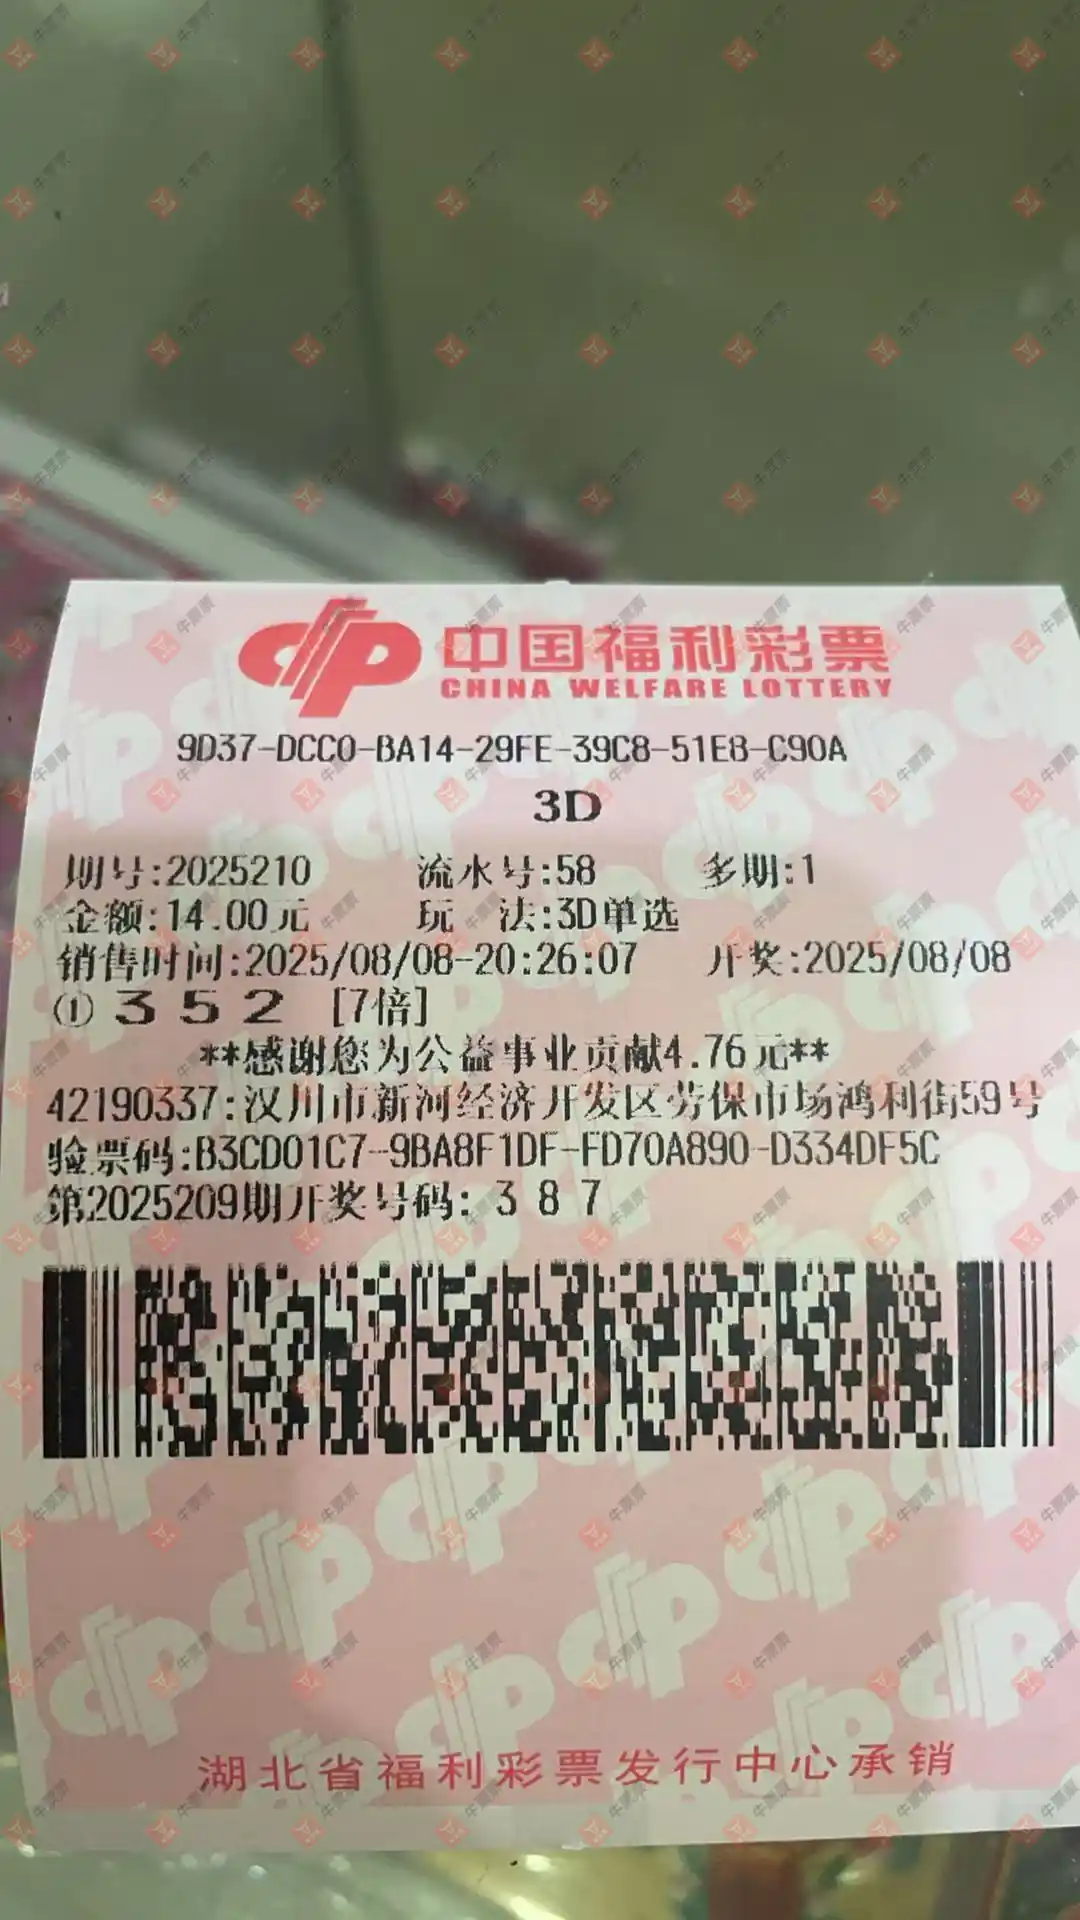 中国福利彩票
CHINA WELFARE LOTTERY
9D37-DCC0-BA14-29FE-39C8-51E8-C90A
3D
期号:2025210 流水号:58 多期:1
金额:14.00元 玩 法:3D单选
销售时间:2025/08/08-20:26:07 开奖:2025/08/08
① 3 5 2 [7倍]
**感谢您为公益事业贡献4.76元**
42190337:汉川市新河经济开发区劳保市场鸿利街59号
验票码:B3CD01C7-9BA8F1DF-FD70A890-D334DF5C
第2025209期开奖号码: 3 8 7
湖北省福利彩票发行中心承销
牛票票